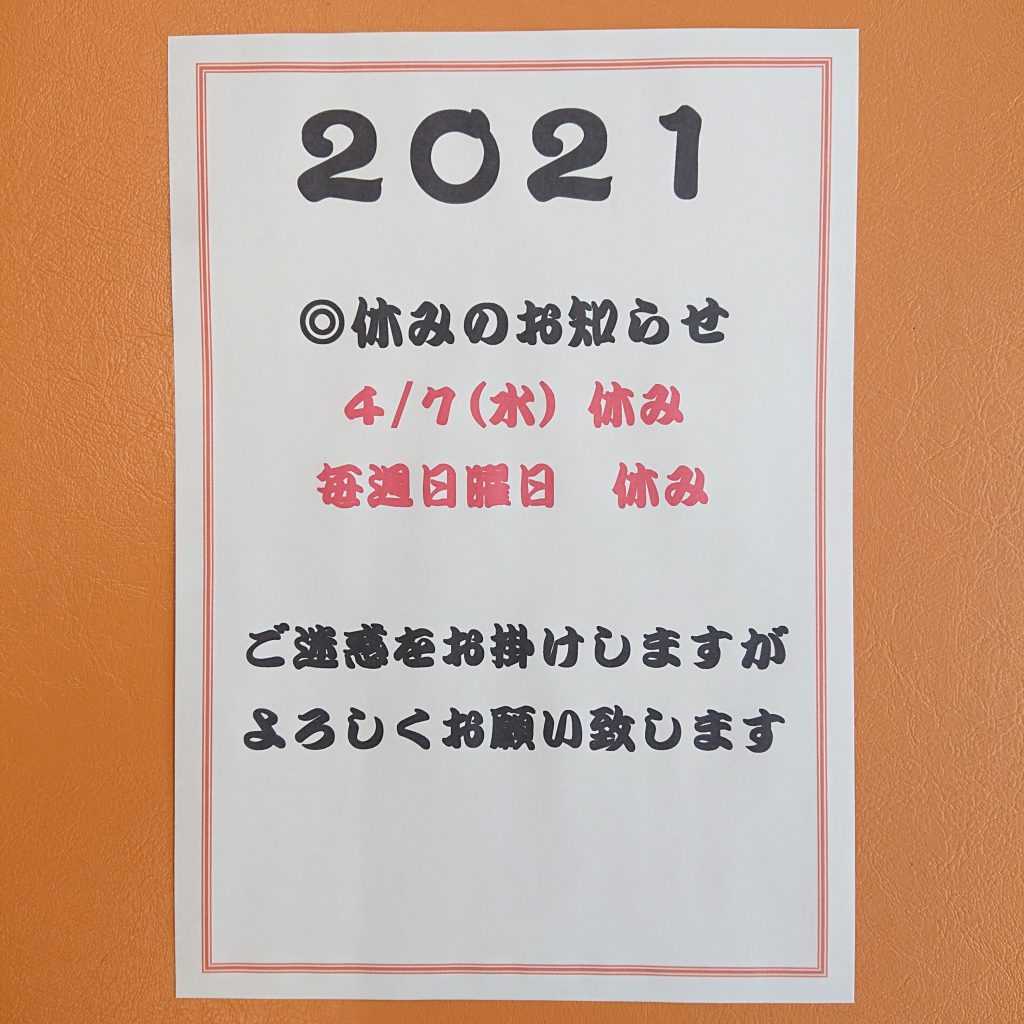 2021
◎休みのお知らせ
4/7(水) 休み
毎週日曜日　休み
ご迷惑をお掛けしますが
よろしくお願い致します